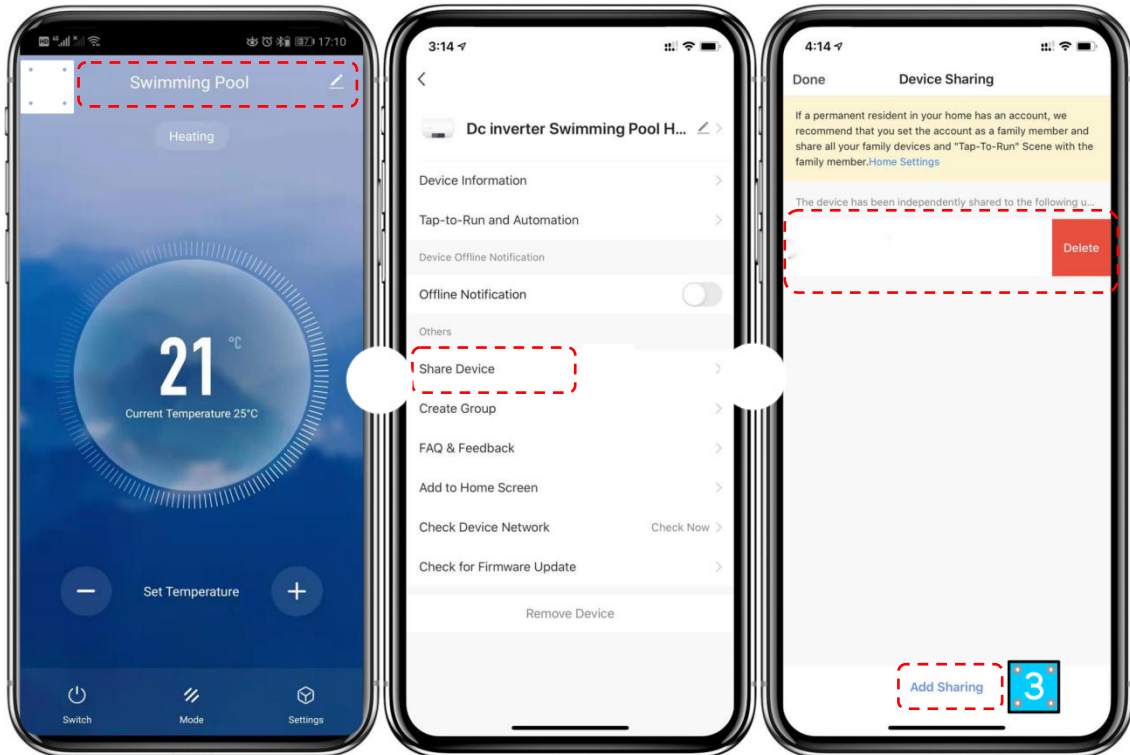 17:10
Swimming Pool
Heating
21 °C
Current Temperature 25°C
Set Temperature
Switch
Mode
Settings
3:14
Dc inverter Swimming Pool H...
Device Information
Tap-to-Run and Automation
Device Offline Notification
Offline Notification
Others
Share Device
Create Group
FAQ & Feedback
Add to Home Screen
Check Device Network Check Now
Check for Firmware Update
Remove Device
4:14
Done Device Sharing
If a permanent resident in your home has an account, we
recommend that you set the account as a family member and
share all your family devices and "Tap-To-Run" Scene with the
family member.Home Settings
The device has been independently shared to the following u...
Delete
Add Sharing
3